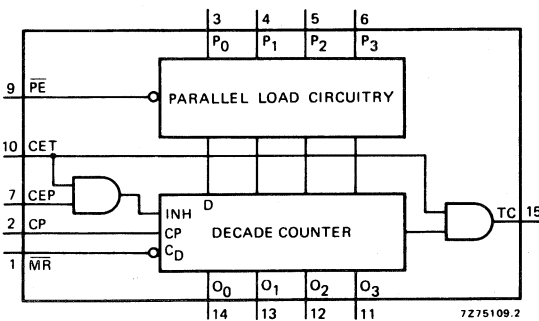 3 4 5 6
P0 P1 P2 P3
9 PE
PARALLEL LOAD CIRCUITRY
10 CET
D
7 CEP
INH
TC 15
2 CP
CP
DECADE COUNTER
CD
1 MR
O0 O1 O2 O3
14 13 12 11
7Z75109.2